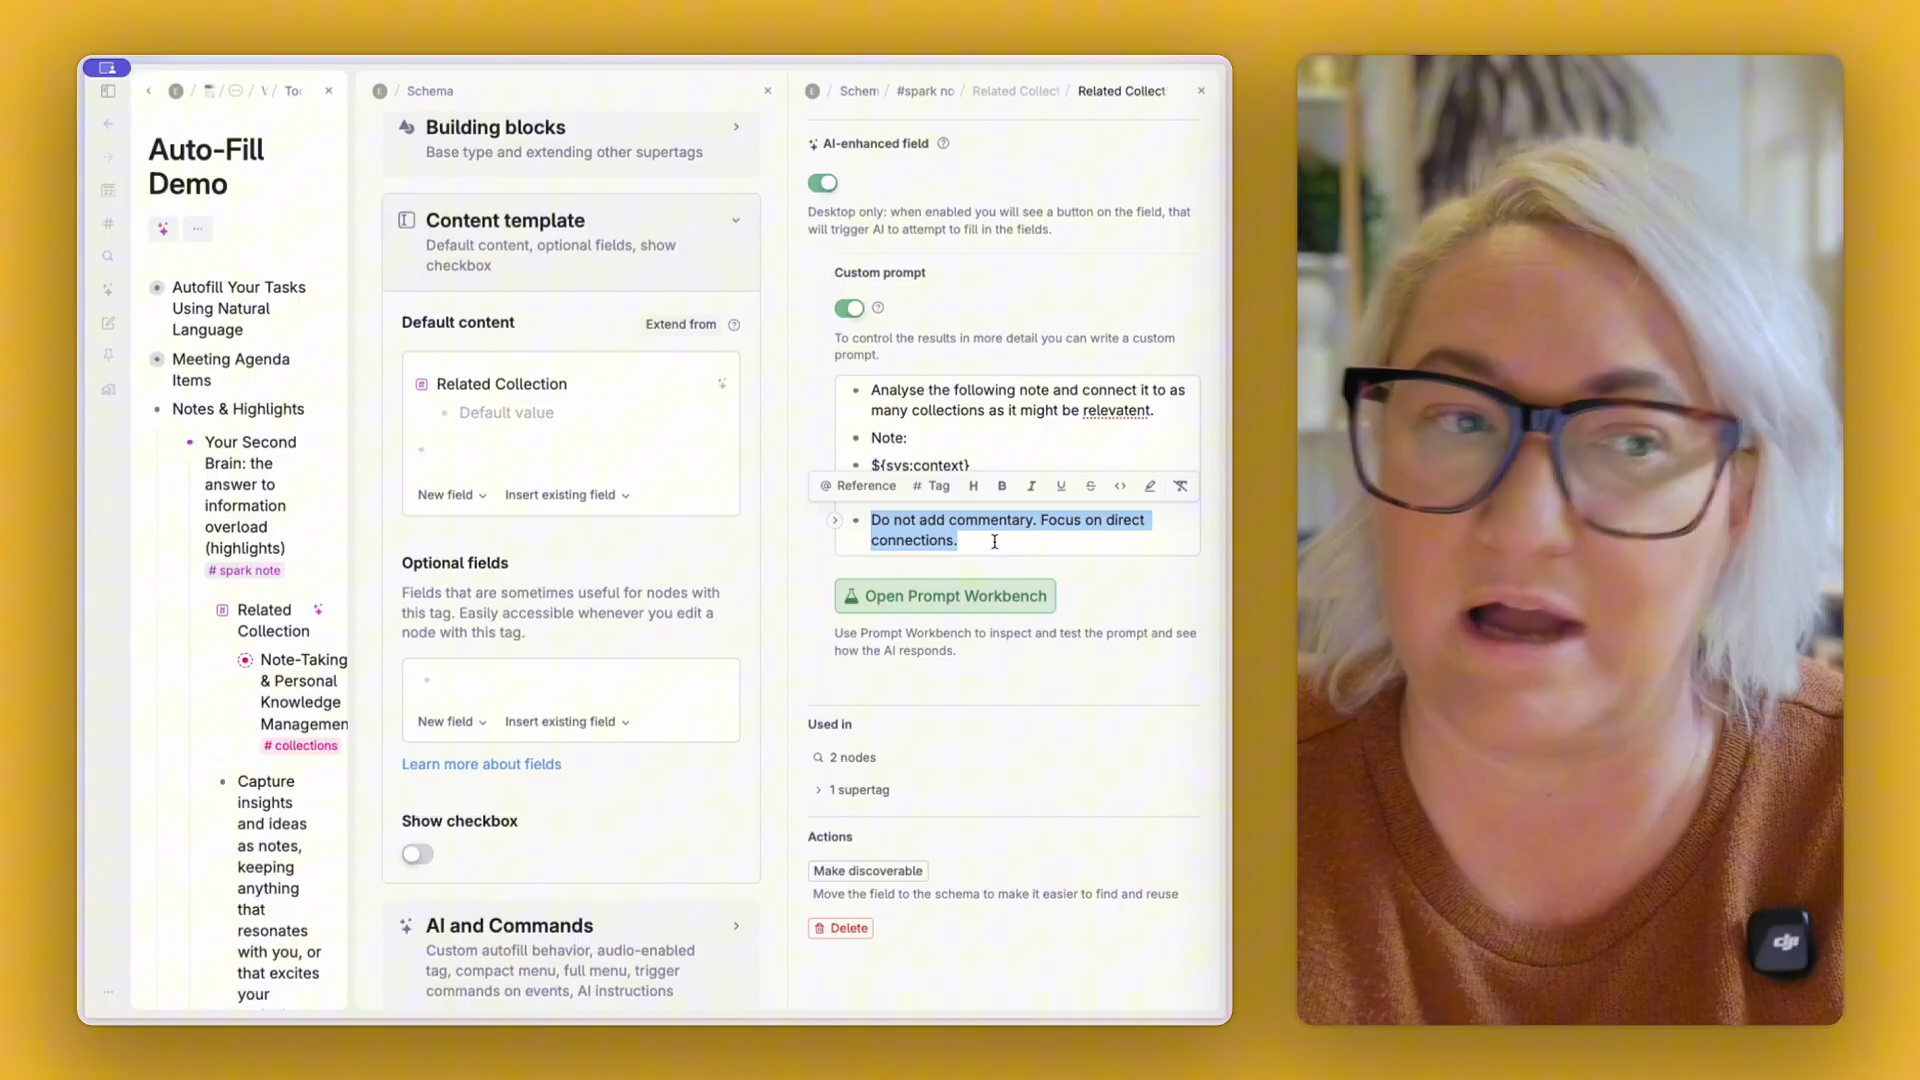 To
Auto-Fill
Demo
Autofill Your Tasks
Using Natural
Language
Meeting Agenda
Items
Notes & Highlights
Your Second
Brain: the
answer to
information
overload
(highlights)
# spark note
Related
Collection
Note-Taking
& Personal
Knowledge
Managemen
# collections
Capture
insights
and ideas
as notes,
keeping
anything
that
resonates
with you, or
that excites
your
E / Schema
Building blocks
Base type and extending other supertags
Content template
Default content, optional fields, show
checkbox
Default content
Extend from
Related Collection
Default value
New field
Insert existing field
Optional fields
Fields that are sometimes useful for nodes with
this tag. Easily accessible whenever you edit a
node with this tag.
New field
Insert existing field
Learn more about fields
Show checkbox
AI and Commands
Custom autofill behavior, audio-enabled
tag, compact menu, full menu, trigger
commands on events, AI instructions
E / Schem / #spark no / Related Collect / Related Collect
AI-enhanced field
Desktop only: when enabled you will see a button on the field, that
will trigger AI to attempt to fill in the fields.
Custom prompt
To control the results in more detail you can write a custom
prompt.
Analyse the following note and connect it to as
many collections as it might be relevatent.
Note:
${sys:context}
@ Reference # Tag H B I U S <>
Do not add commentary. Focus on direct
connections.
Open Prompt Workbench
Use Prompt Workbench to inspect and test the prompt and see
how the AI responds.
Used in
2 nodes
1 supertag
Actions
Make discoverable
Move the field to the schema to make it easier to find and reuse
Delete
dji